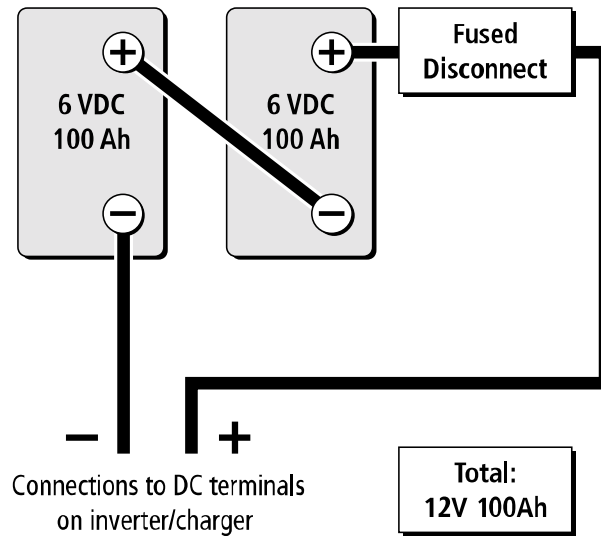 +
+
Fused
Disconnect
6 VDC
100 Ah
6 VDC
100 Ah
−
−
− +
Connections to DC terminals
on inverter/charger
Total:
12V 100Ah